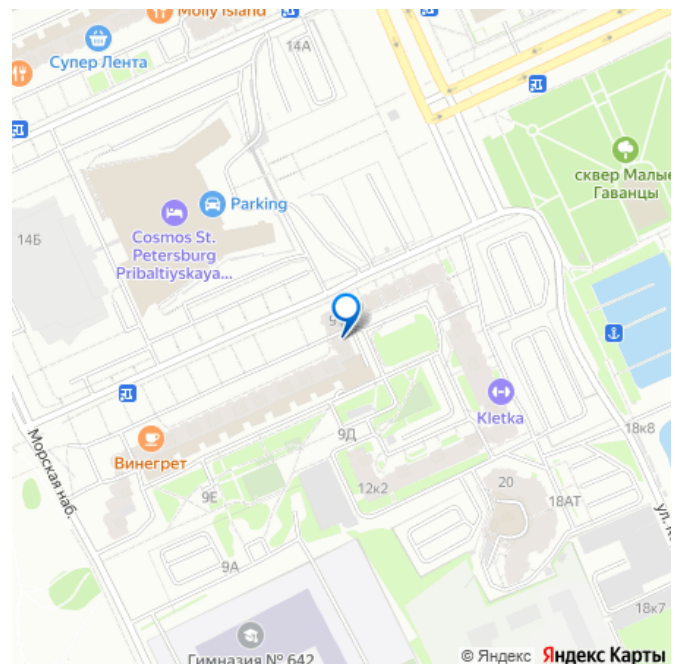 Molly Island
14А
Супер Лента
сквер Малые
Гаванцы
Parking
14Б
Cosmos St.
Petersburg
Pribaltiyskaya...
Kletka
9Д
Винегрет
18к8
Морская наб.
12к2
20
9Е
18АТ
9А
18к7
Гимназия № 642
© Яндекс Яндекс Карты